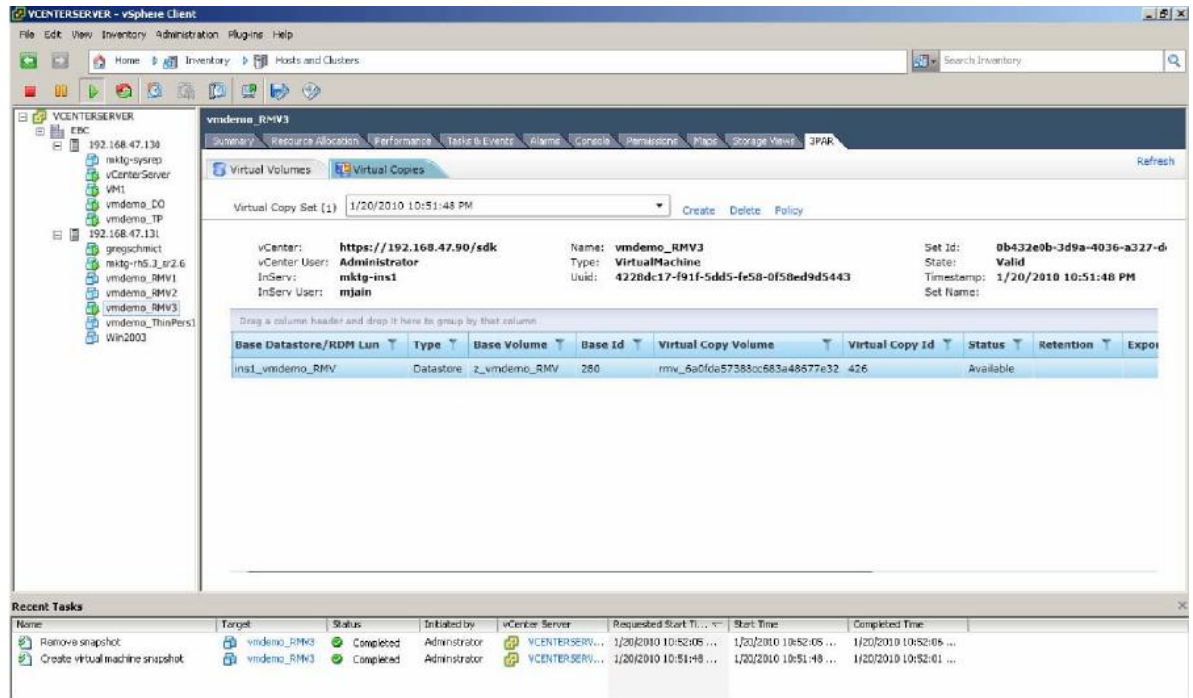 VCENTERSERVER - vSphere Client
File Edit View Inventory Administration Plug-ins Help
Home Inventory Hosts and Clusters
Search Inventory
VCENTERSERVER
EBC
192.168.47.130
mktg-sysrep
vCenterServer
VM1
vmdemo_DO
vmdemo_TP
192.168.47.131
gregschmict
mktg-rh5.3_sr2.6
vmdemo_RMV1
vmdemo_RMV2
vmdemo_RMV3
vmdemo_ThinPers1
Win2003
vmdemo_RMV3
Summary Resource Allocation Performance Tasks & Events Alarms Console Permissions Maps Storage Views 3PAR
Virtual Volumes Virtual Copies Refresh
Virtual Copy Set [1] 1/20/2010 10:51:48 PM Create Delete Policy
vCenter: https://192.168.47.90/sdk Name: vmdemo_RMV3 Set Id: 0b432e0b-3d9a-4036-a327-d
vCenter User: Administrator Type: VirtualMachine State: Valid
InServ: mktg-ins1 Uuid: 4228dc17-f91f-5dd5-fe58-0f58ed9d5443 Timestamp: 1/20/2010 10:51:48 PM
InServ User: mjain Set Name:
Drag a column header and drop it here to group by that column
Base Datastore/RDM Lun Type Base Volume Base Id Virtual Copy Volume Virtual Copy Id Status Retention Expor
ins1_vmdemo_RMV Datastore z_vmdemo_RMV 280 rmv_6a0fda57388cc683a48677e32 426 Available
Recent Tasks
Name Target Status Initiated by vCenter Server Requested Start Ti... Start Time Completed Time
Remove snapshot vmdemo_RMV3 Completed Administrator VCENTERSERV... 1/20/2010 10:52:05 ... 1/20/2010 10:52:05 ... 1/20/2010 10:52:06 ...
Create virtual machine snapshot vmdemo_RMV3 Completed Administrator VCENTERSERV... 1/20/2010 10:51:48 ... 1/20/2010 10:51:48 ... 1/20/2010 10:52:01 ...